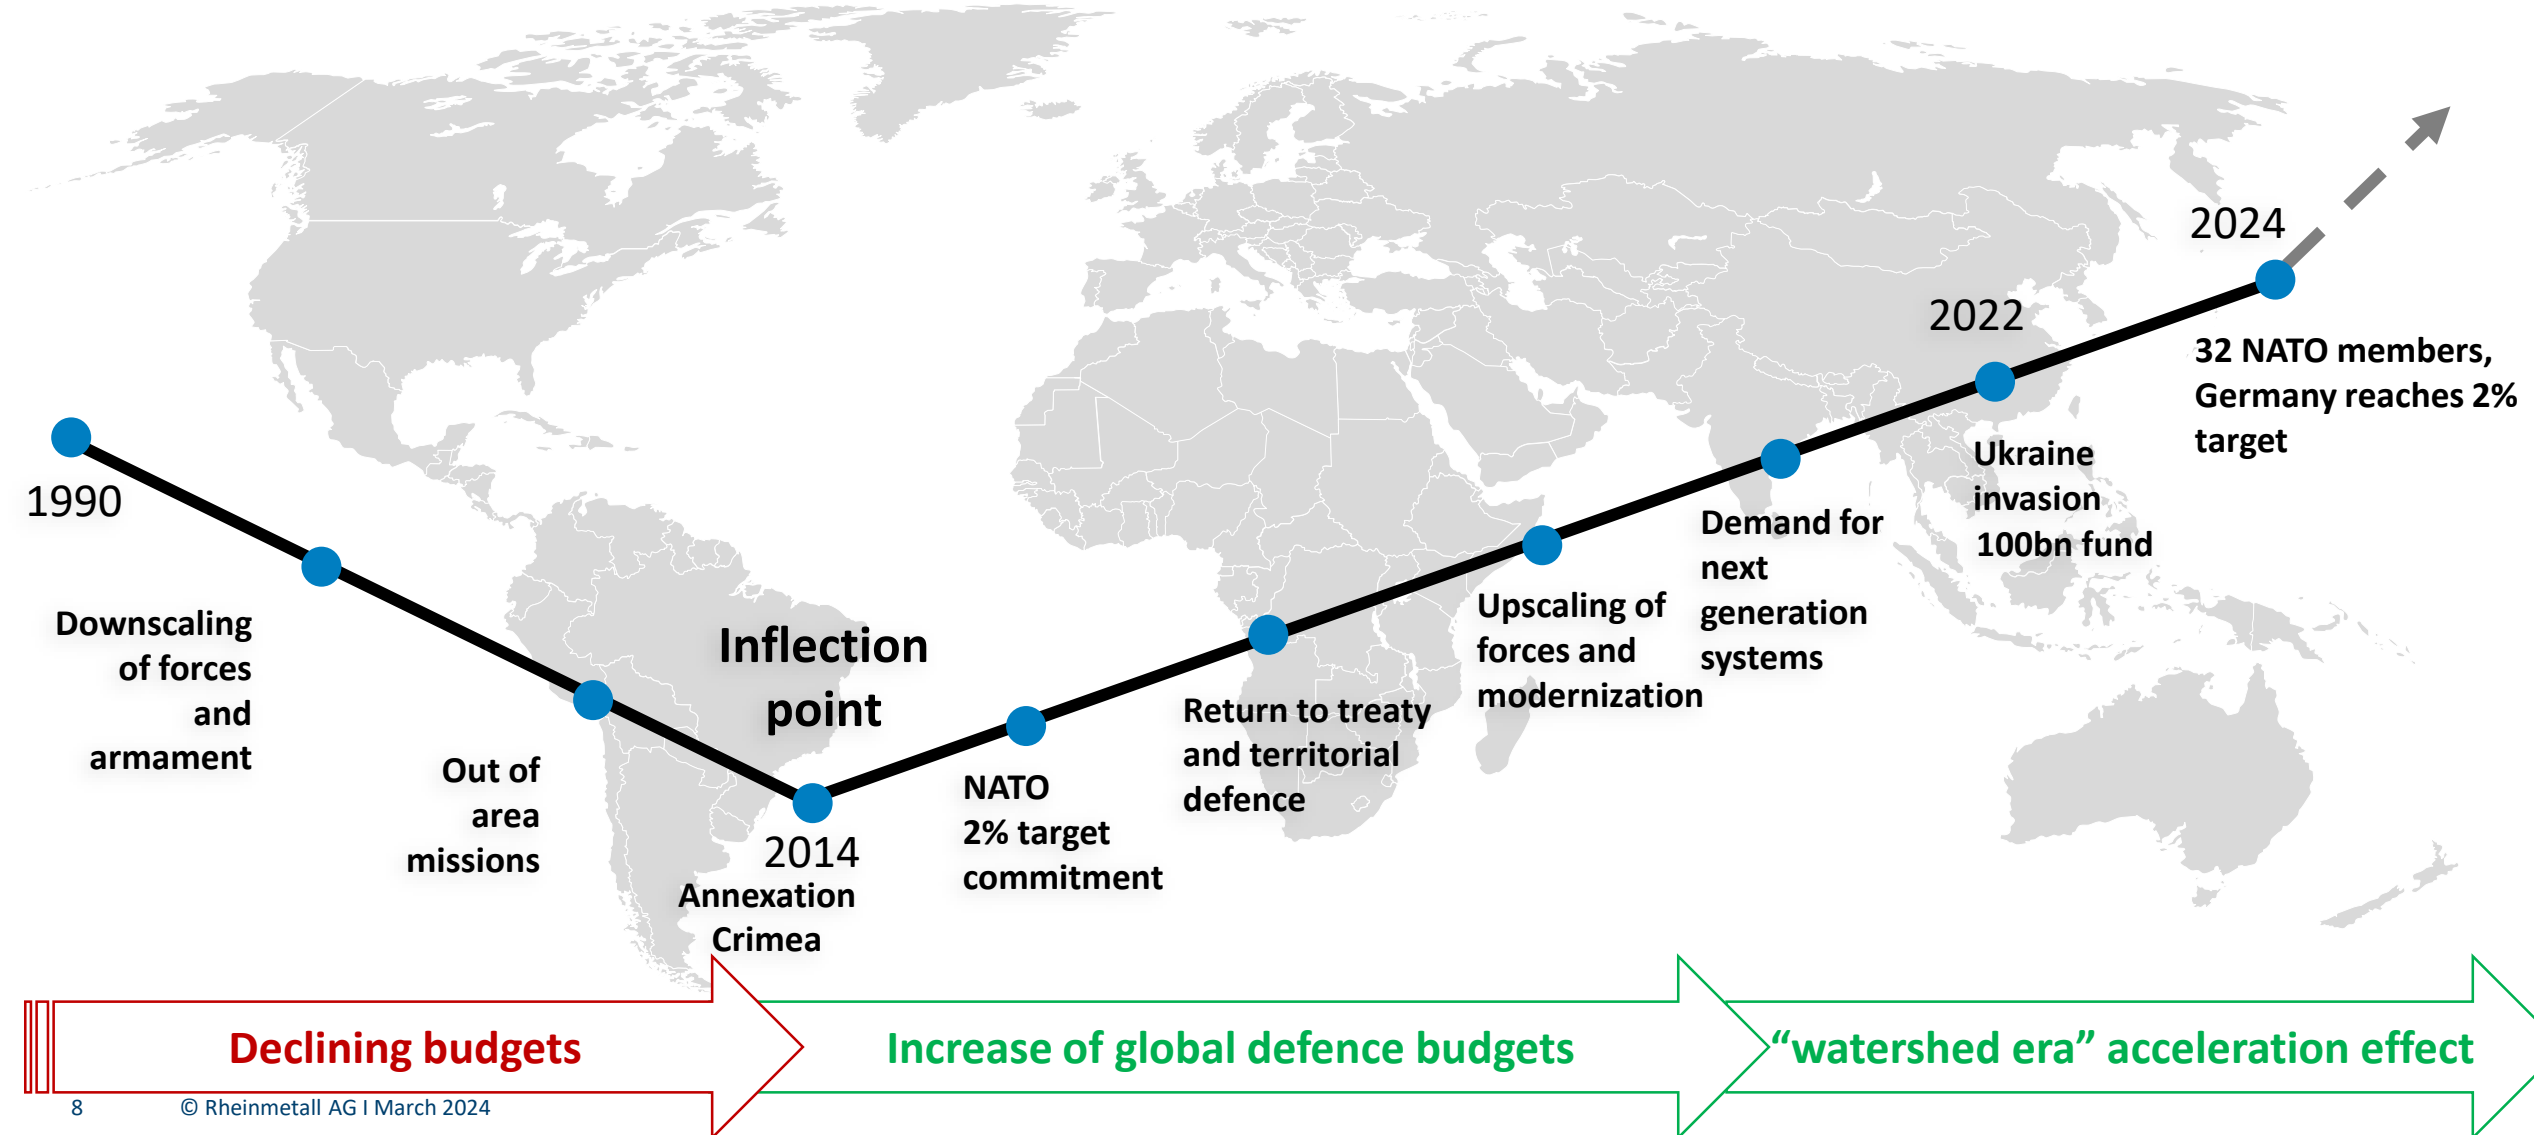 1990
Downscaling
of forces
and
armament
Out of
area
missions
Inflection
point
2014
Annexation
Crimea
NATO
2% target
commitment
Return to treaty
and territorial
defence
Upscaling of
forces and
modernization
Demand for
next
generation
systems
2022
Ukraine
invasion
100bn fund
2024
32 NATO members,
Germany reaches 2%
target
Declining budgets
Increase of global defence budgets
“watershed era” acceleration effect
8 © Rheinmetall AG I March 2024